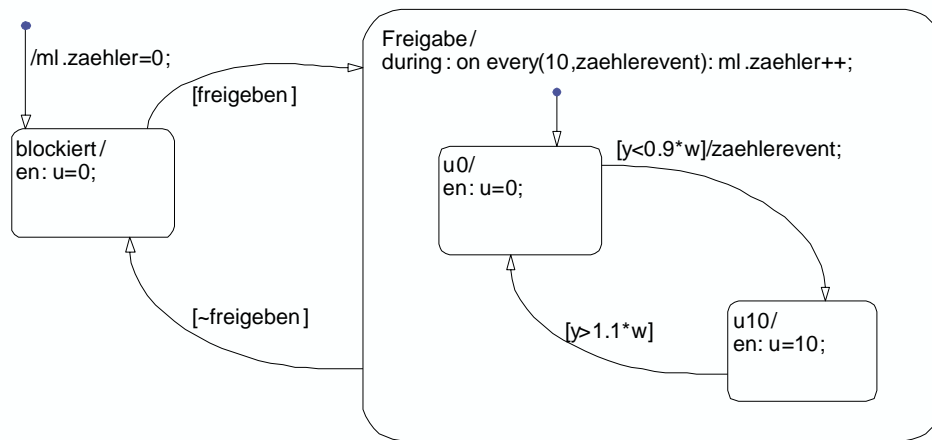 /ml.zaehler=0;
[freigeben]
blockiert/
en: u=0;
[~freigeben]
Freigabe/
during: on every(10,zaehlerevent): ml.zaehler++;
u0/
en: u=0;
[y<0.9*w]/zaehlerevent;
[y>1.1*w]
u10/
en: u=10;